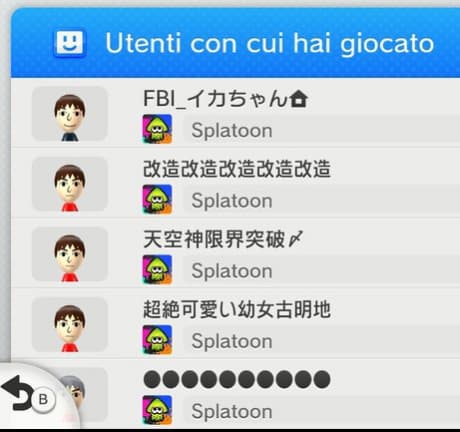 Utenti con cui hai giocato
FBI_イカちゃん🏠
Splatoon
改造改造改造改造改造
Splatoon
天空神限界突破〆
Splatoon
超絶可愛い幼女古明地
Splatoon
●●●●●●●●●●
Splatoon
B